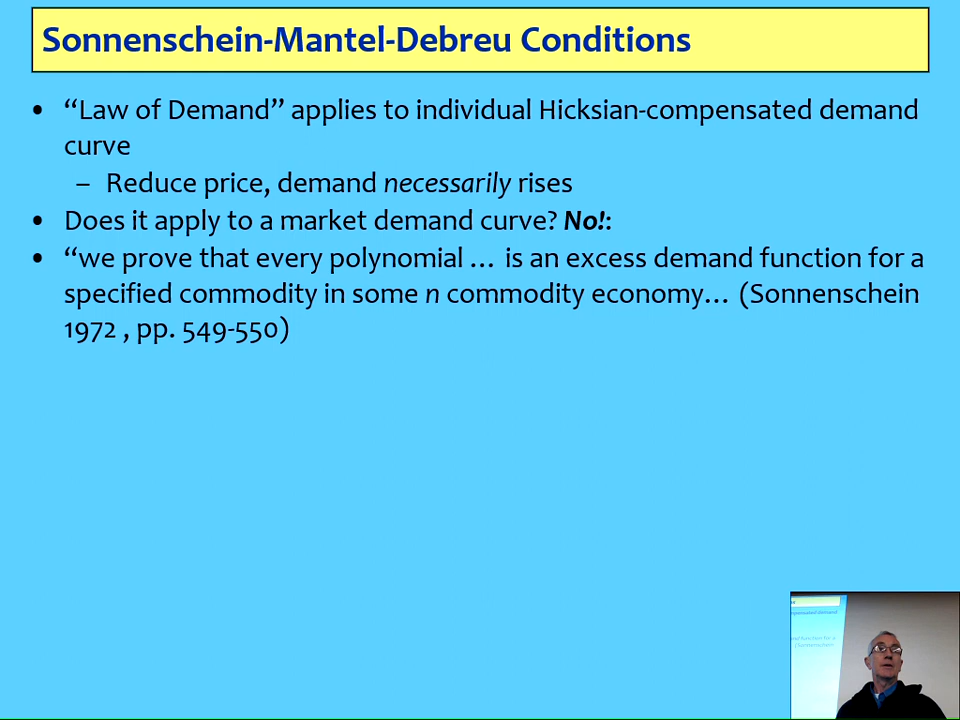 Sonnenschein-Mantel-Debreu Conditions
• “Law of Demand” applies to individual Hicksian-compensated demand
curve
– Reduce price, demand necessarily rises
• Does it apply to a market demand curve? No!:
• “we prove that every polynomial … is an excess demand function for a
specified commodity in some n commodity economy… (Sonnenschein
1972 , pp. 549-550)